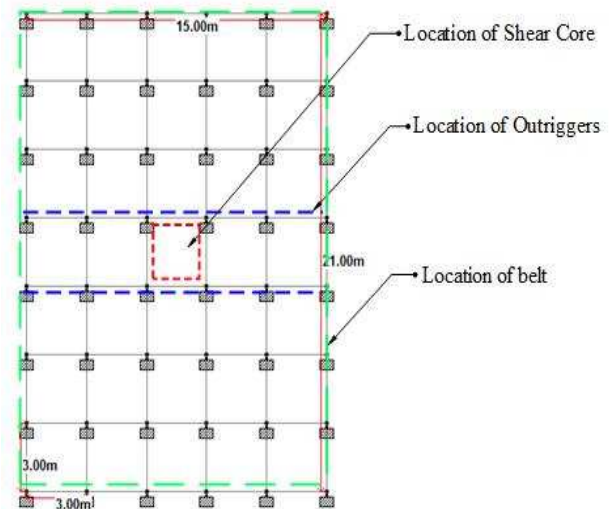 15.00m
Location of Shear Core
Location of Outriggers
21.00m
Location of belt
3.00m
3.00m